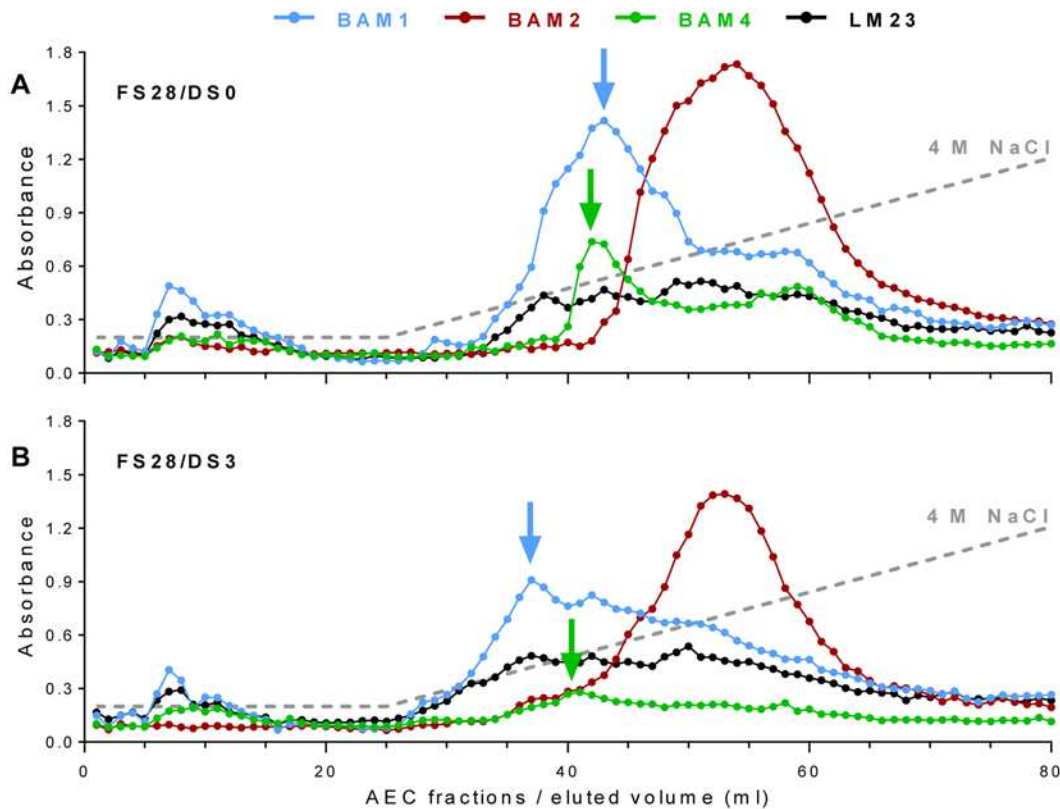 BAM1 BAM2 BAM4 LM23
A
FS28/DS0
1.8
1.5
1.2
0.9
0.6
0.3
0.0
Absorbance
4 M NaCl
B
FS28/DS3
1.8
1.5
1.2
0.9
0.6
0.3
0.0
Absorbance
4 M NaCl
0 20 40 60 80
AEC fractions / eluted volume (ml)